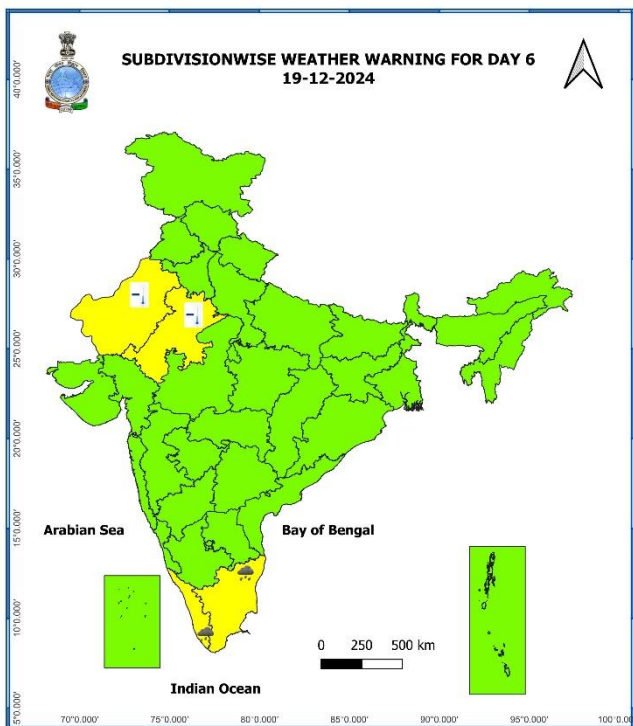 SUBDIVISIONWISE WEATHER WARNING FOR DAY 6
19-12-2024
40°0.000'
35°0.000'
30°0.000'
25°0.000'
20°0.000'
15°0.000'
Arabian Sea
Bay of Bengal
10°0.000'
0 250 500 km
Indian Ocean
5°0.000'
70°0.000' 75°0.000' 80°0.000' 85°0.000' 90°0.000' 95°0.000' 100°0.0